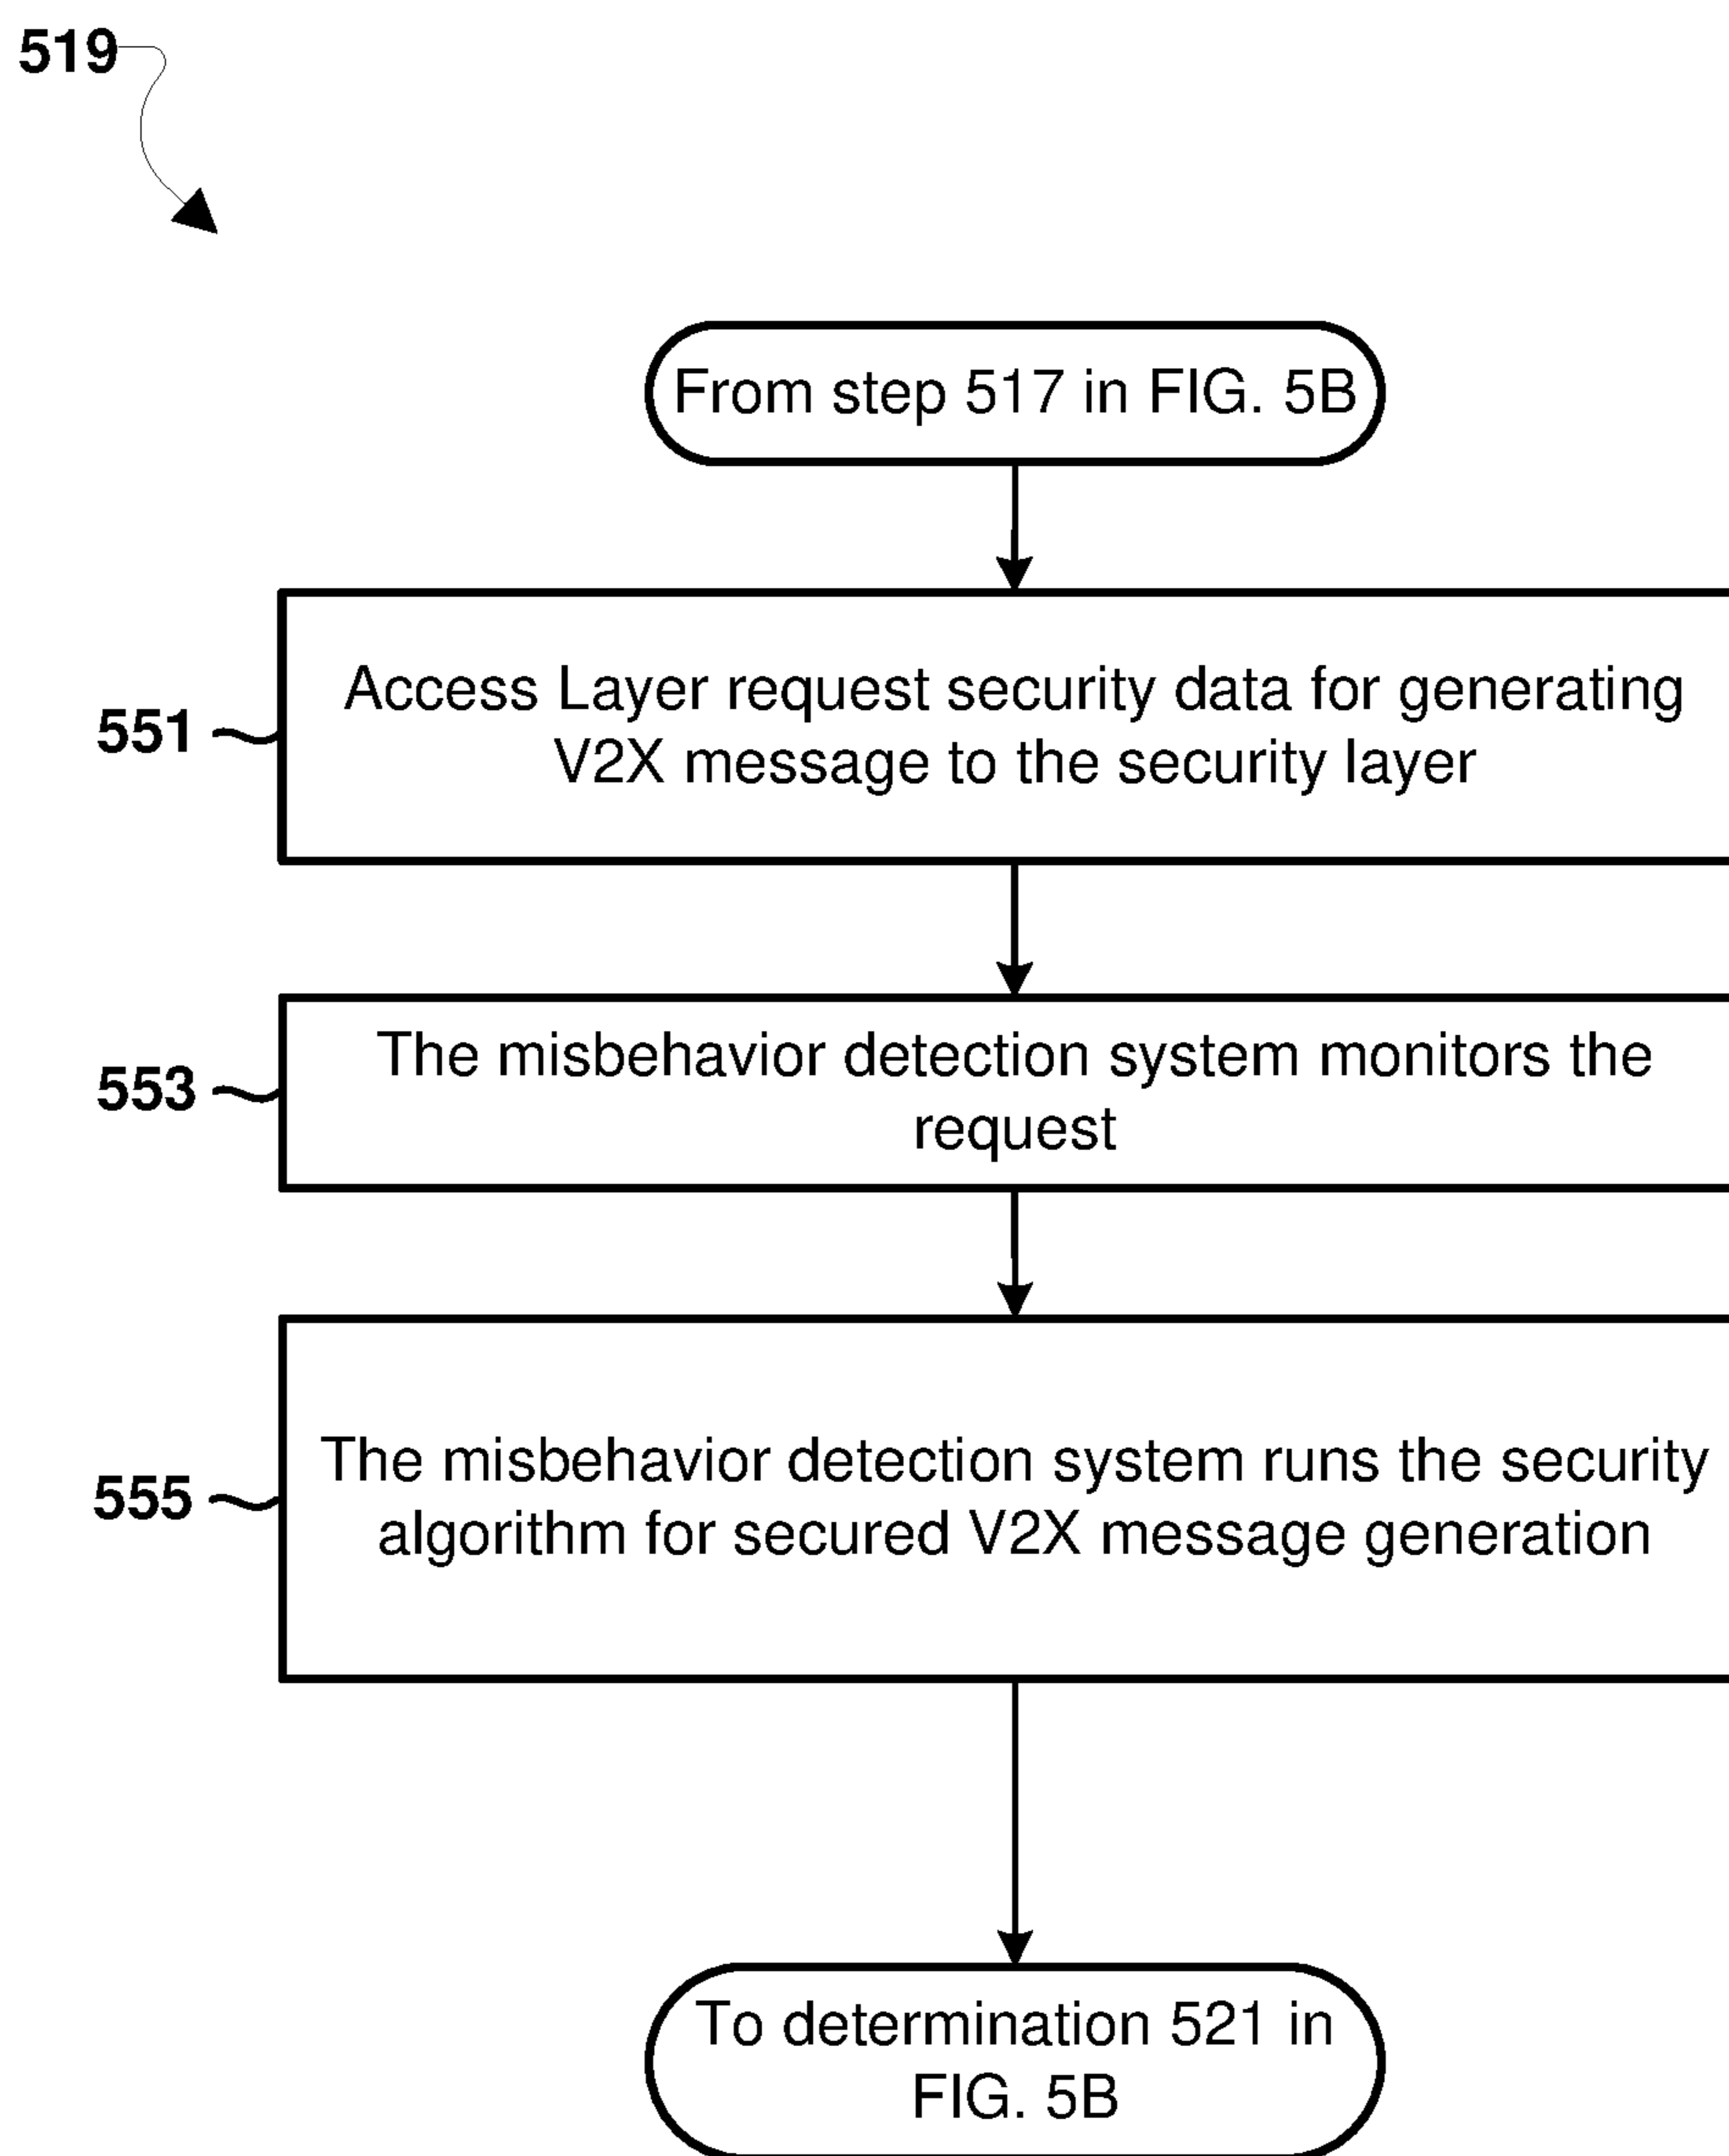 519
From step 517 in FIG. 5B
551
Access Layer request security data for generating
V2X message to the security layer
553
The misbehavior detection system monitors the
request
555
The misbehavior detection system runs the security
algorithm for secured V2X message generation
To determination 521 in
FIG. 5B